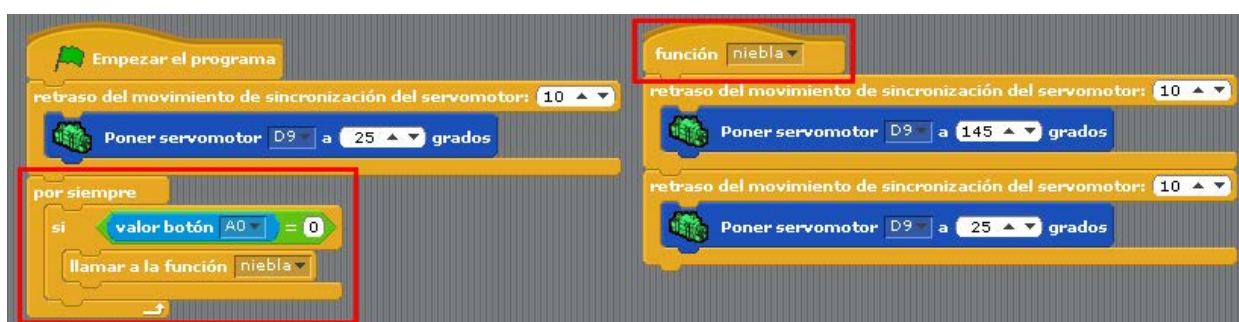 Empezar el programa
retraso del movimiento de sincronización del servomotor: 10
Poner servomotor D9 a 25 grados
por siempre
si valor botón A0 = 0
llamar a la función niebla
función niebla
retraso del movimiento de sincronización del servomotor: 10
Poner servomotor D9 a 145 grados
retraso del movimiento de sincronización del servomotor: 10
Poner servomotor D9 a 25 grados